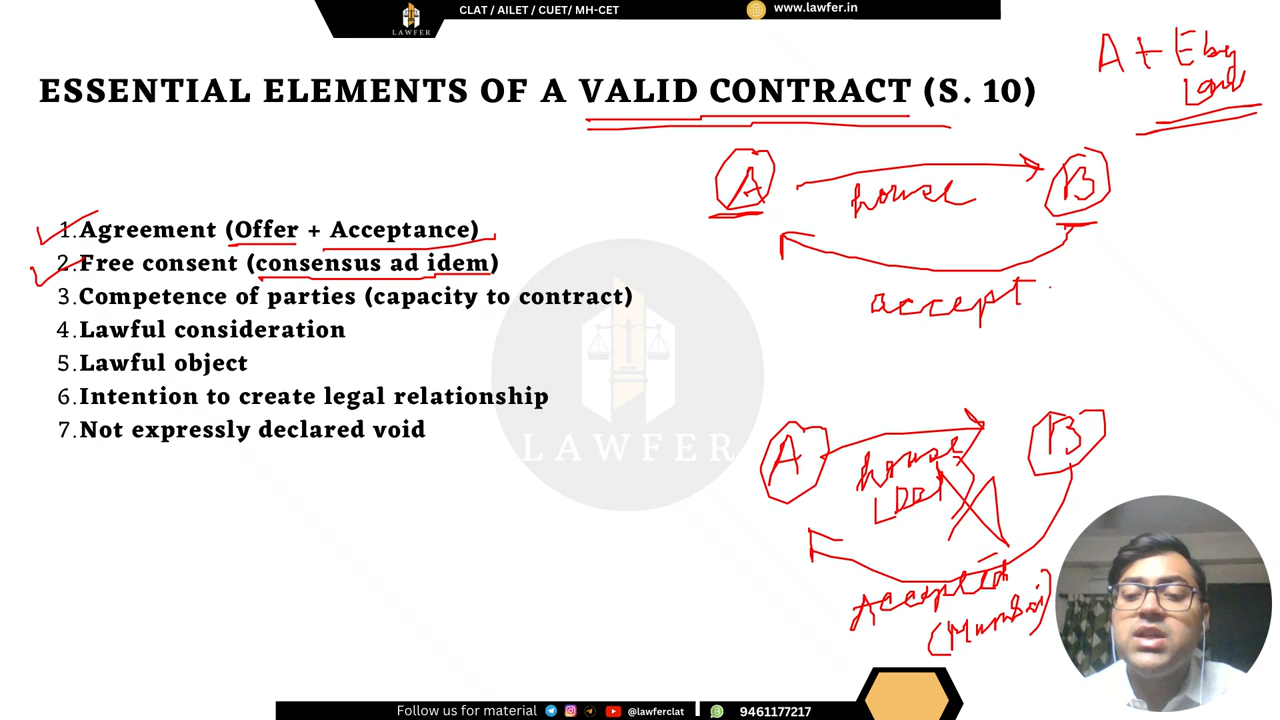 CLAT / AILET / CUET/ MH-CET
www.lawfer.in
LAWFER
A + E by
Law
ESSENTIAL ELEMENTS OF A VALID CONTRACT (S. 10)
A
house
B
accept
1. Agreement (Offer + Acceptance)
2. Free consent (consensus ad idem)
3. Competence of parties (capacity to contract)
4. Lawful consideration
5. Lawful object
6. Intention to create legal relationship
7. Not expressly declared void
LAWFER
A
house
B
Accepted
(Mumbai)
Follow us for material @lawferclat 9461177217